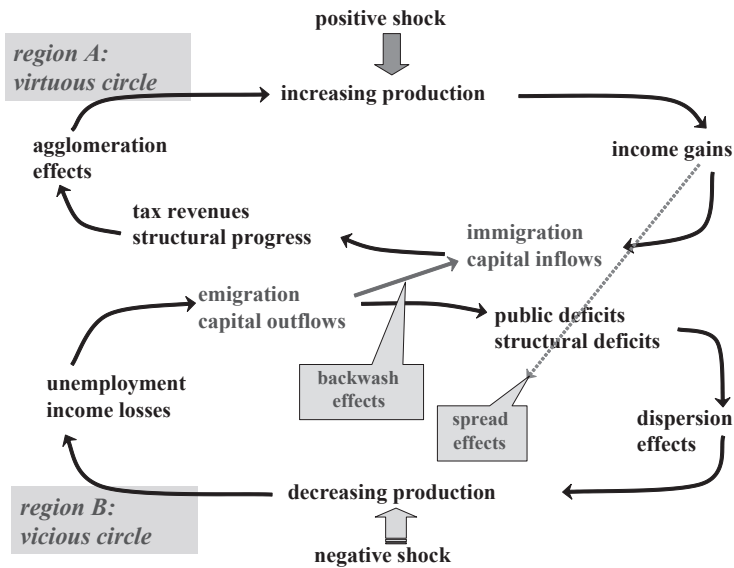 positive shock
region A:
virtuous circle
increasing production
agglomeration
effects
income gains
tax revenues
structural progress
immigration
capital inflows
emigration
capital outflows
public deficits
structural deficits
backwash
effects
unemployment
income losses
spread
effects
dispersion
effects
decreasing production
region B:
vicious circle
negative shock